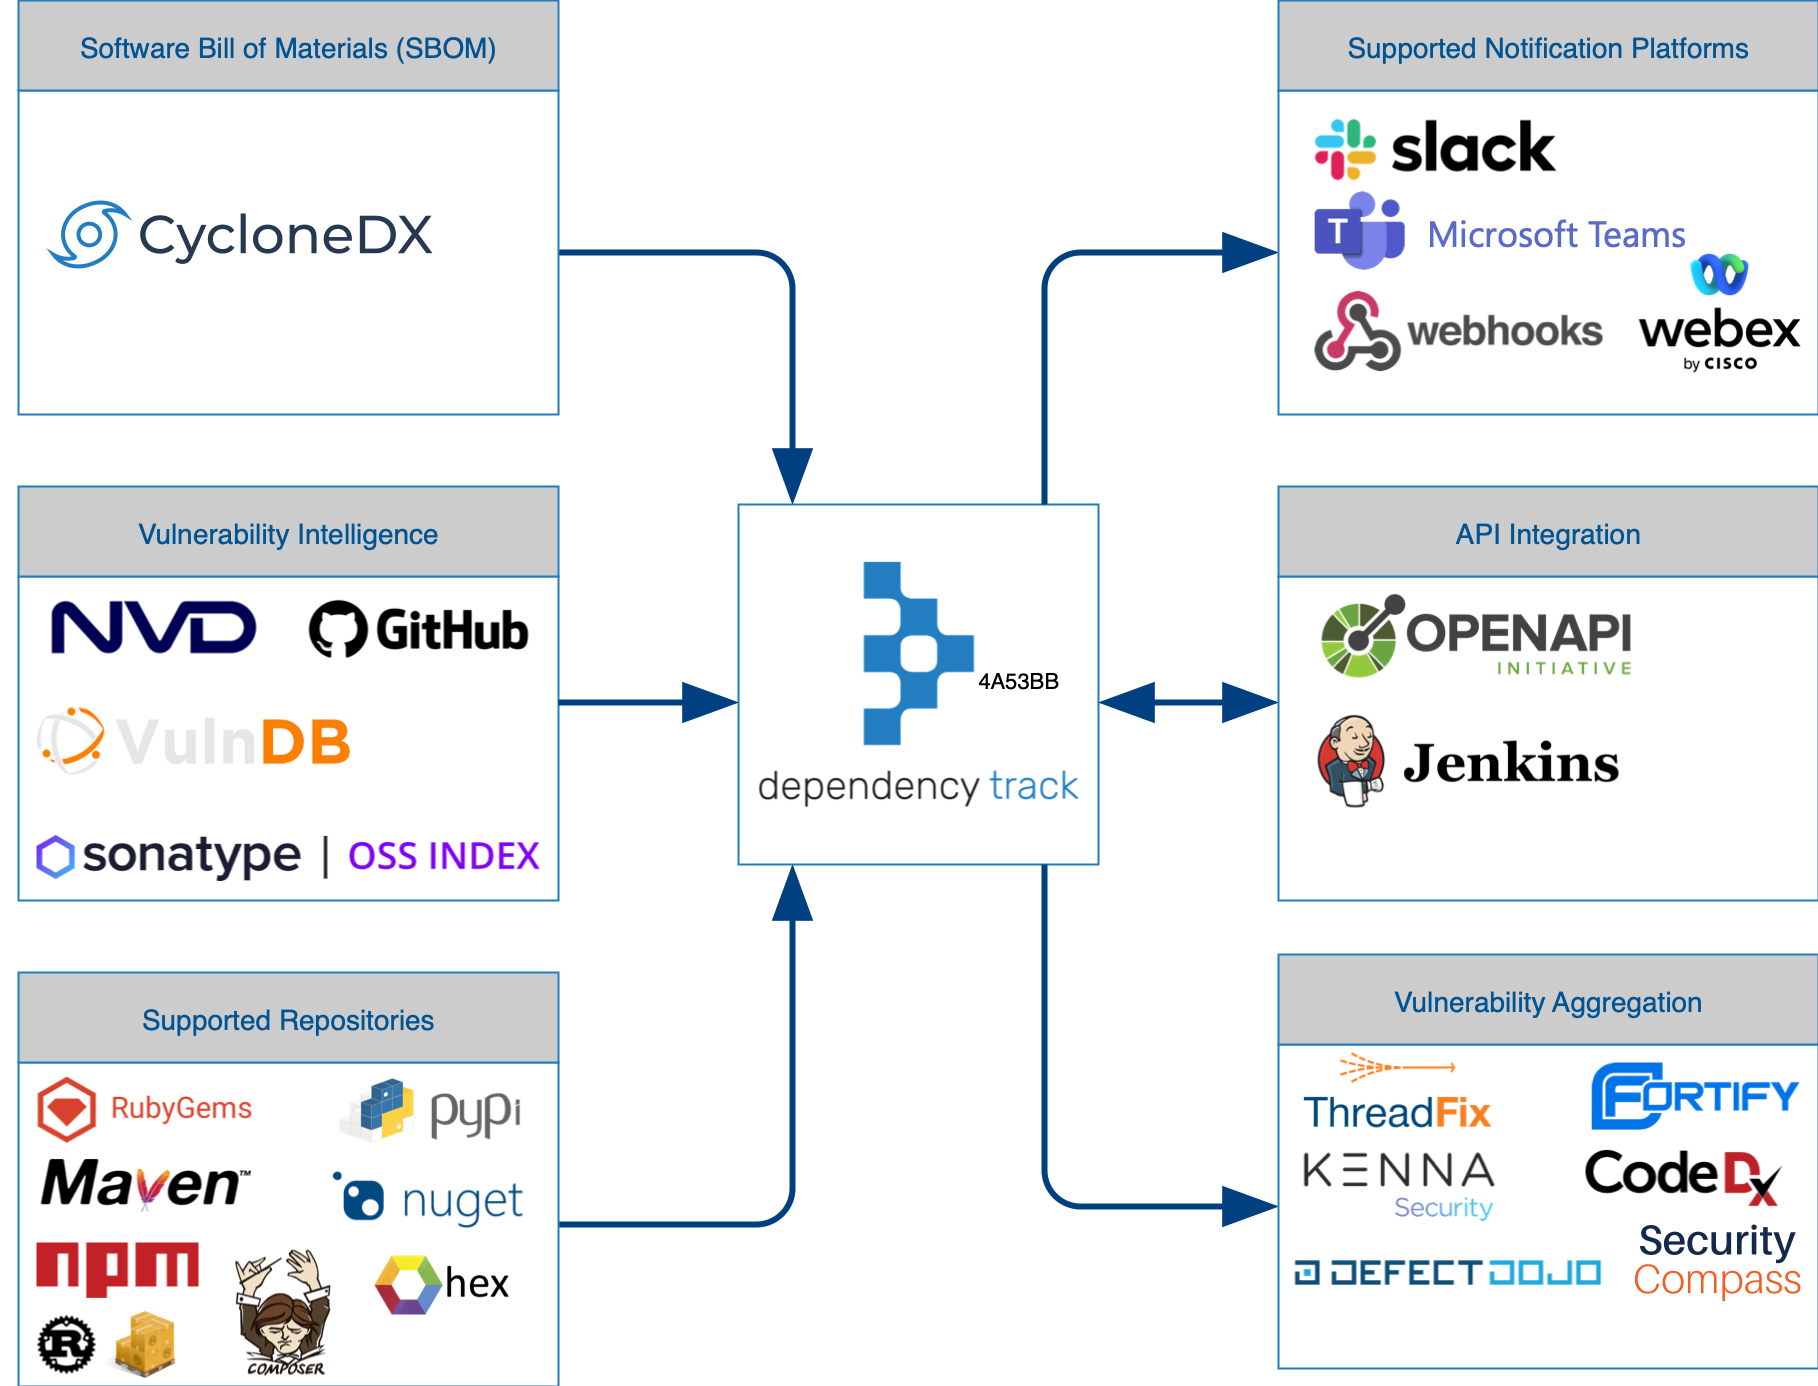 Software Bill of Materials (SBOM)
CycloneDX
Vulnerability Intelligence
NVD
GitHub
VulnDB
sonatype | OSS INDEX
Supported Repositories
RubyGems
pypi
Maven™
nuget
npm
hex
R
COMPOSER
4A53BB
dependency track
Supported Notification Platforms
slack
T
Microsoft Teams
webhooks
webex
by CISCO
API Integration
OPENAPI
INITIATIVE
Jenkins
Vulnerability Aggregation
ThreadFix
FORTIFY
KENNA
Security
CodeDx
DEFECTDOJO
Security
Compass